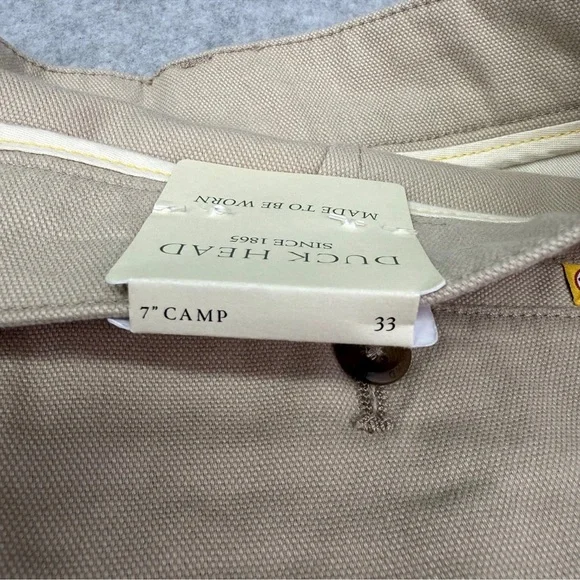 DUCK HEAD
SINCE 1865
MADE TO BE WORN
7" CAMP 33